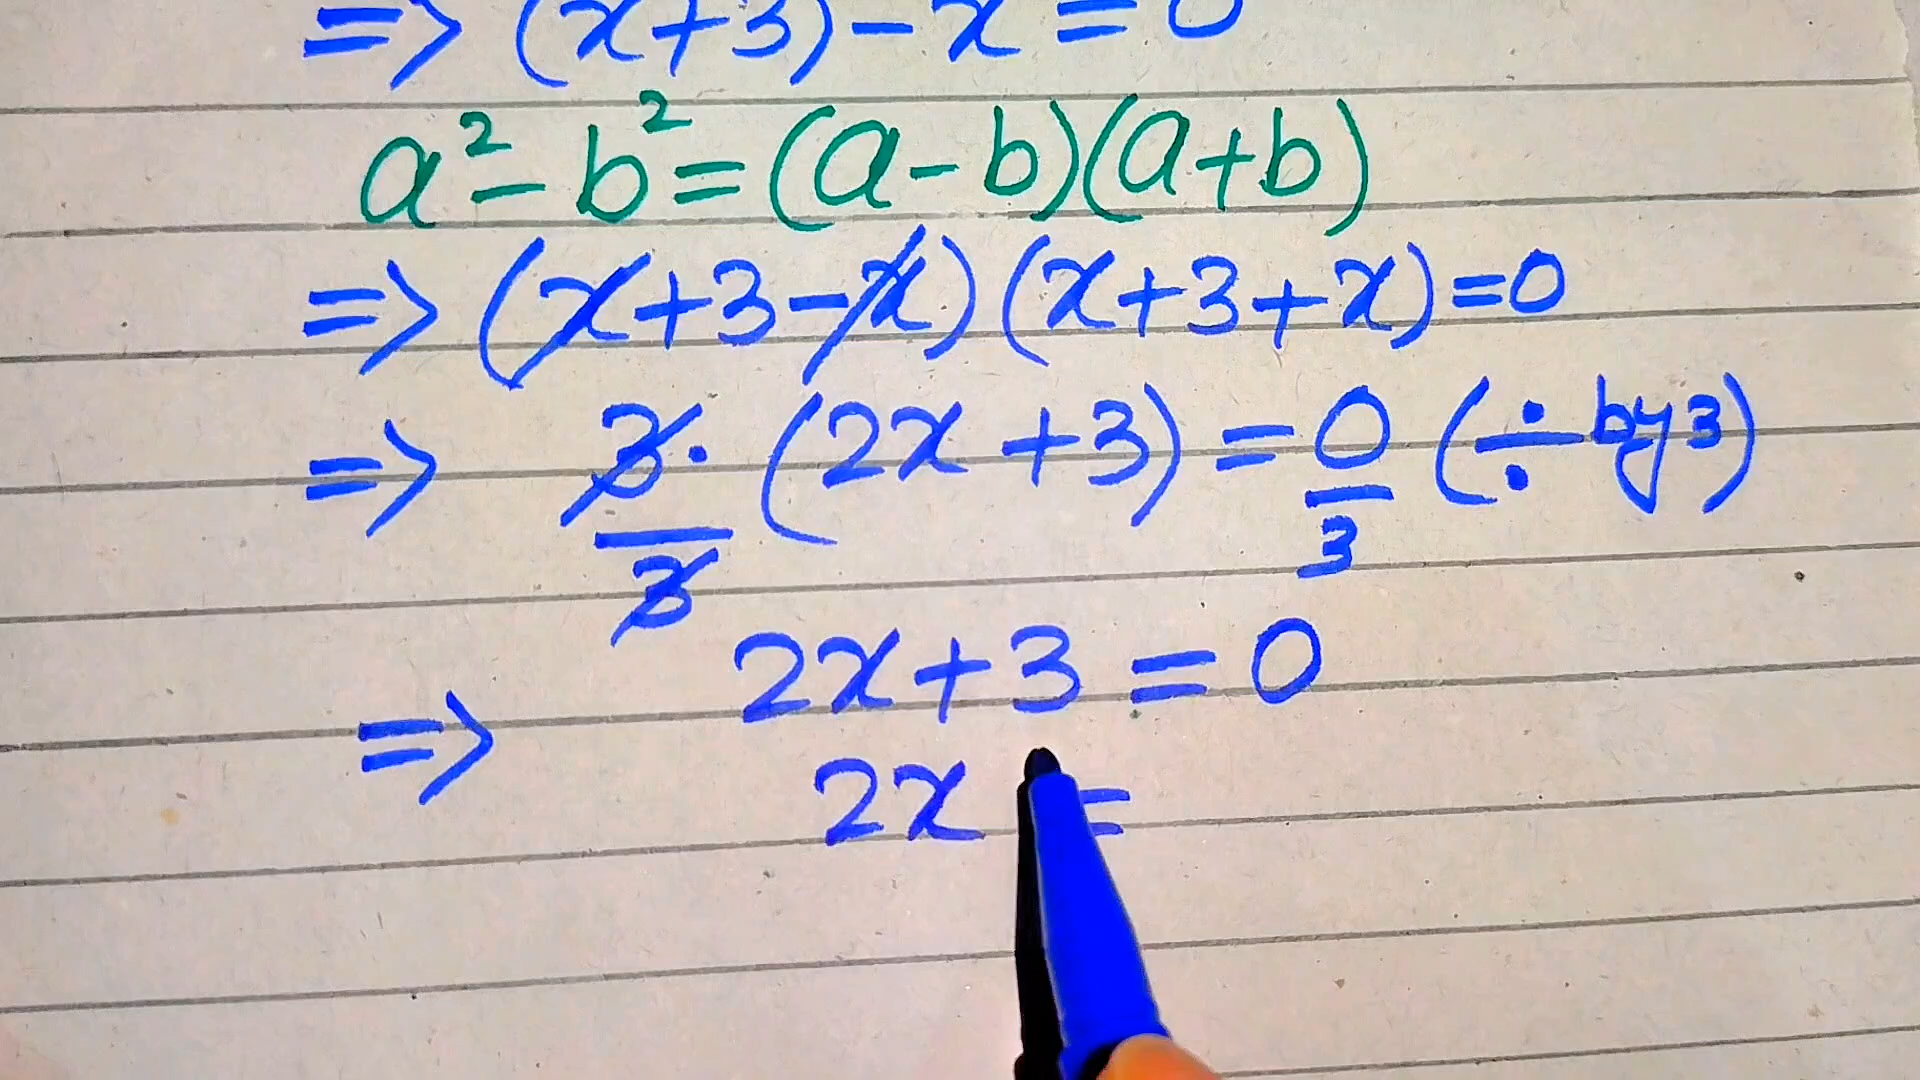 => (x+3) - x = 0
a² - b² = (a-b)(a+b)
=> (x+3-x)(x+3+x)=0
=> 3/3 · (2x+3) = 0/3 (÷ by 3)
=> 2x+3 = 0
2x =